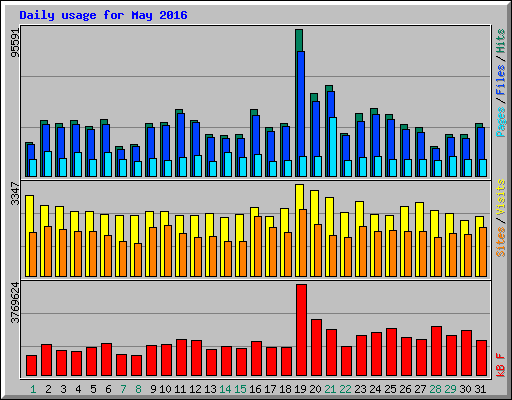 Daily usage for May 2016
95591
Pages / Files / Hits
3347
Sites / Visits
3769624
kB F
1 2 3 4 5 6 7 8 9 10 11 12 13 14 15 16 17 18 19 20 21 22 23 24 25 26 27 28 29 30 31